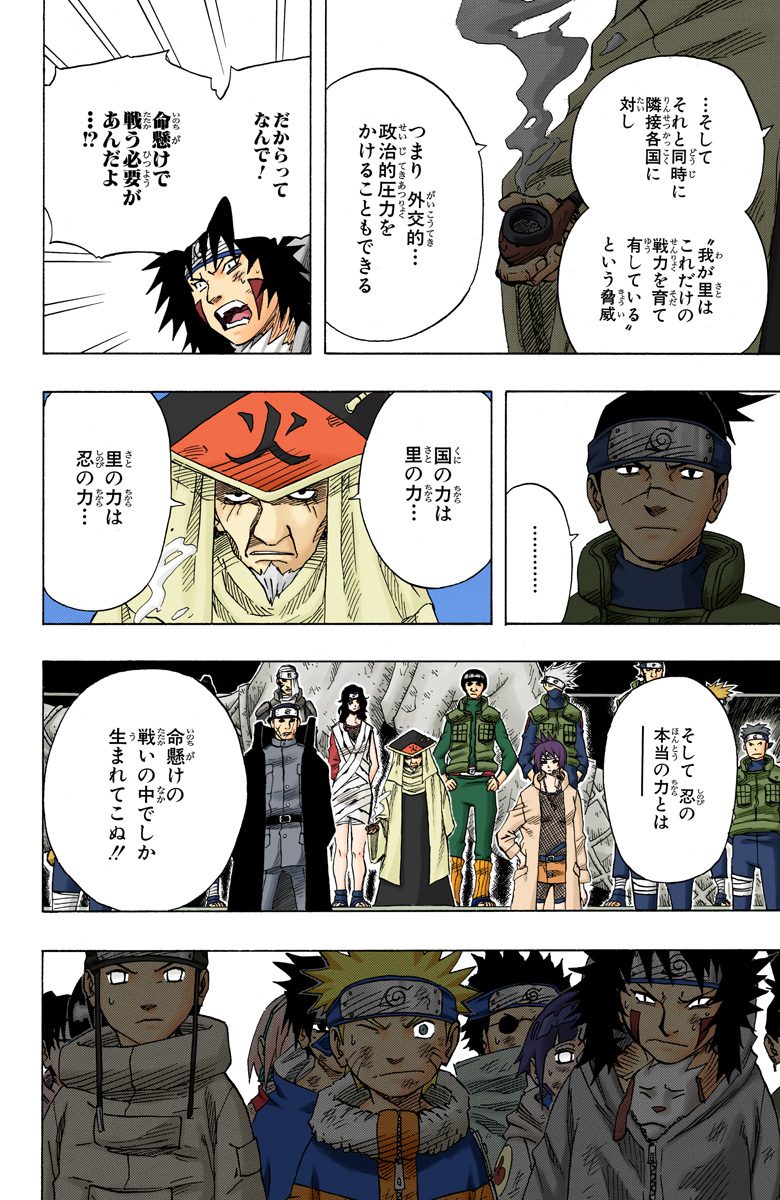 …そして
それと同時に
隣接各国に
対し
〝我が里は
これだけの
戦力を育て
有している〟
という脅威
つまり 外交的…
政治的圧力を
かけることもできる
だからって
なんで！
命懸けで
戦う必要が
あんだよ
…!?
…………
国の力は
里の力…
火
里の力は
忍の力…
そして 忍の
本当の力とは
――
命懸けの
戦いの中でしか
生まれてこぬ!!